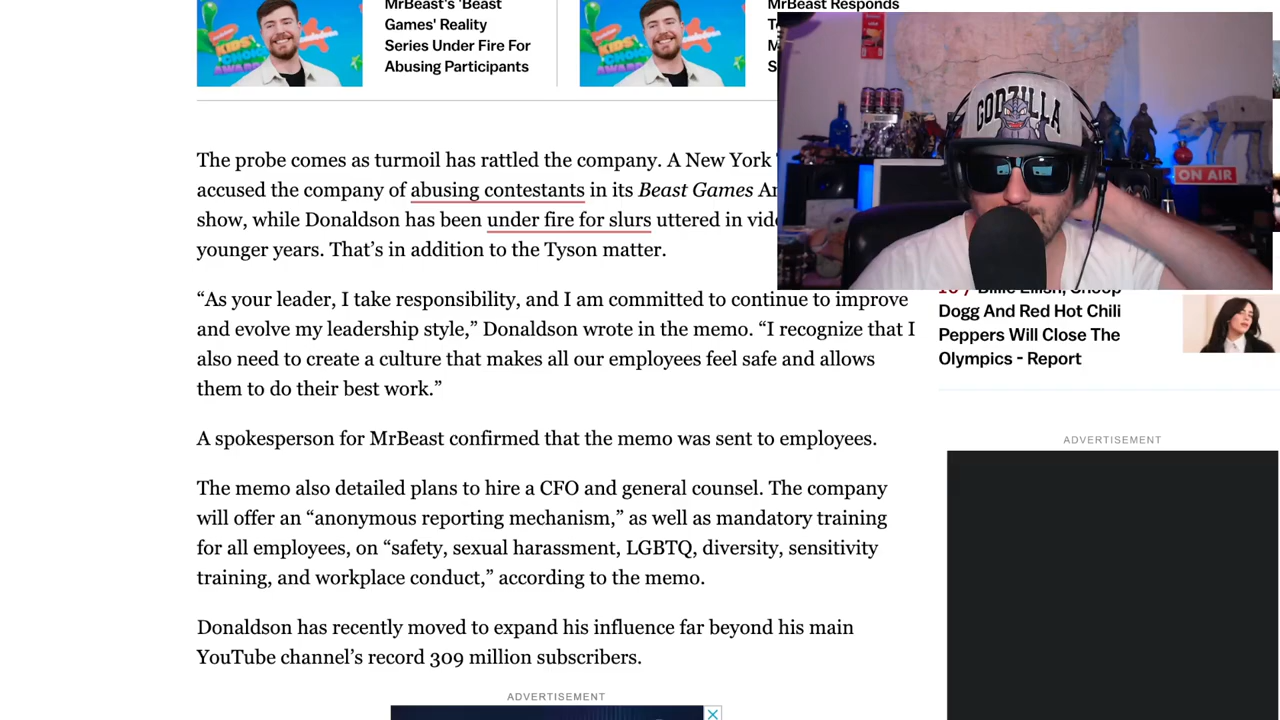 MrBeast's 'Beast
Games' Reality
Series Under Fire For
Abusing Participants
MrBeast Responds
KIDS'
CHOICE
AWARDS
nickelodeon
GODZILLA
ON AIR
The probe comes as turmoil has rattled the company. A New York
accused the company of abusing contestants in its Beast Games
show, while Donaldson has been under fire for slurs uttered in
younger years. That’s in addition to the Tyson matter.
“As your leader, I take responsibility, and I am committed to continue to improve
and evolve my leadership style,” Donaldson wrote in the memo. “I recognize that I
also need to create a culture that makes all our employees feel safe and allows
them to do their best work.”
A spokesperson for MrBeast confirmed that the memo was sent to employees.
The memo also detailed plans to hire a CFO and general counsel. The company
will offer an “anonymous reporting mechanism,” as well as mandatory training
for all employees, on “safety, sexual harassment, LGBTQ, diversity, sensitivity
training, and workplace conduct,” according to the memo.
Donaldson has recently moved to expand his influence far beyond his main
YouTube channel’s record 309 million subscribers.
ADVERTISEMENT
Billie Eilish, Snoop
Dogg And Red Hot Chili
Peppers Will Close The
Olympics - Report
ADVERTISEMENT